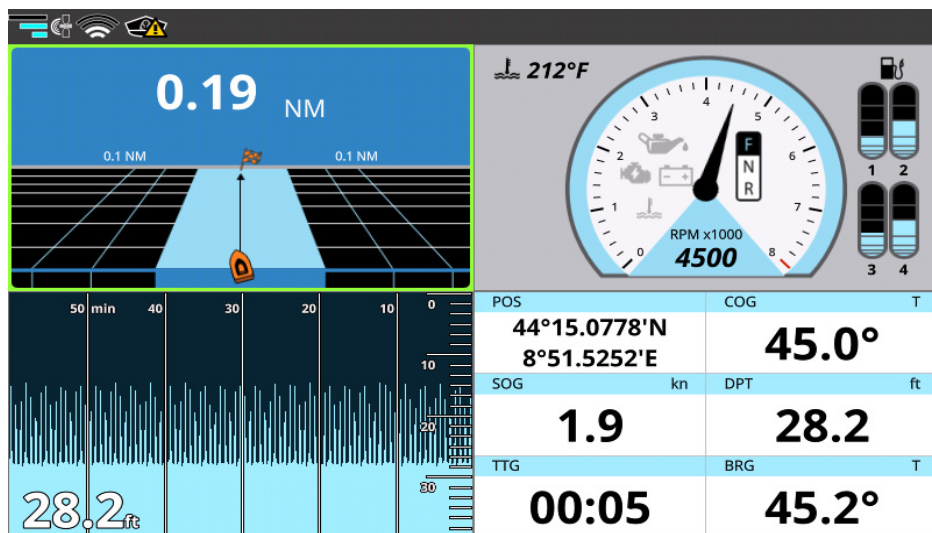 0.19 NM
0.1 NM 0.1 NM
212°F
0 1 2 3 4 5 6 7 8
F
N
R
RPM x1000
4500
1 2
3 4
50 min 40 30 20 10
0
10
20
30
28.2 ft
POS
44°15.0778'N
8°51.5252'E
COG T
45.0°
SOG kn
1.9
DPT ft
28.2
TTG
00:05
BRG T
45.2°